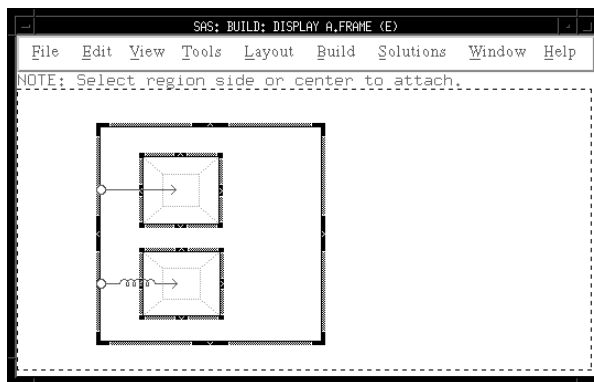 SAS: BUILD: DISPLAY A.FRAME (E)
File Edit View Tools Layout Build Solutions Window Help
NOTE: Select region side or center to attach.